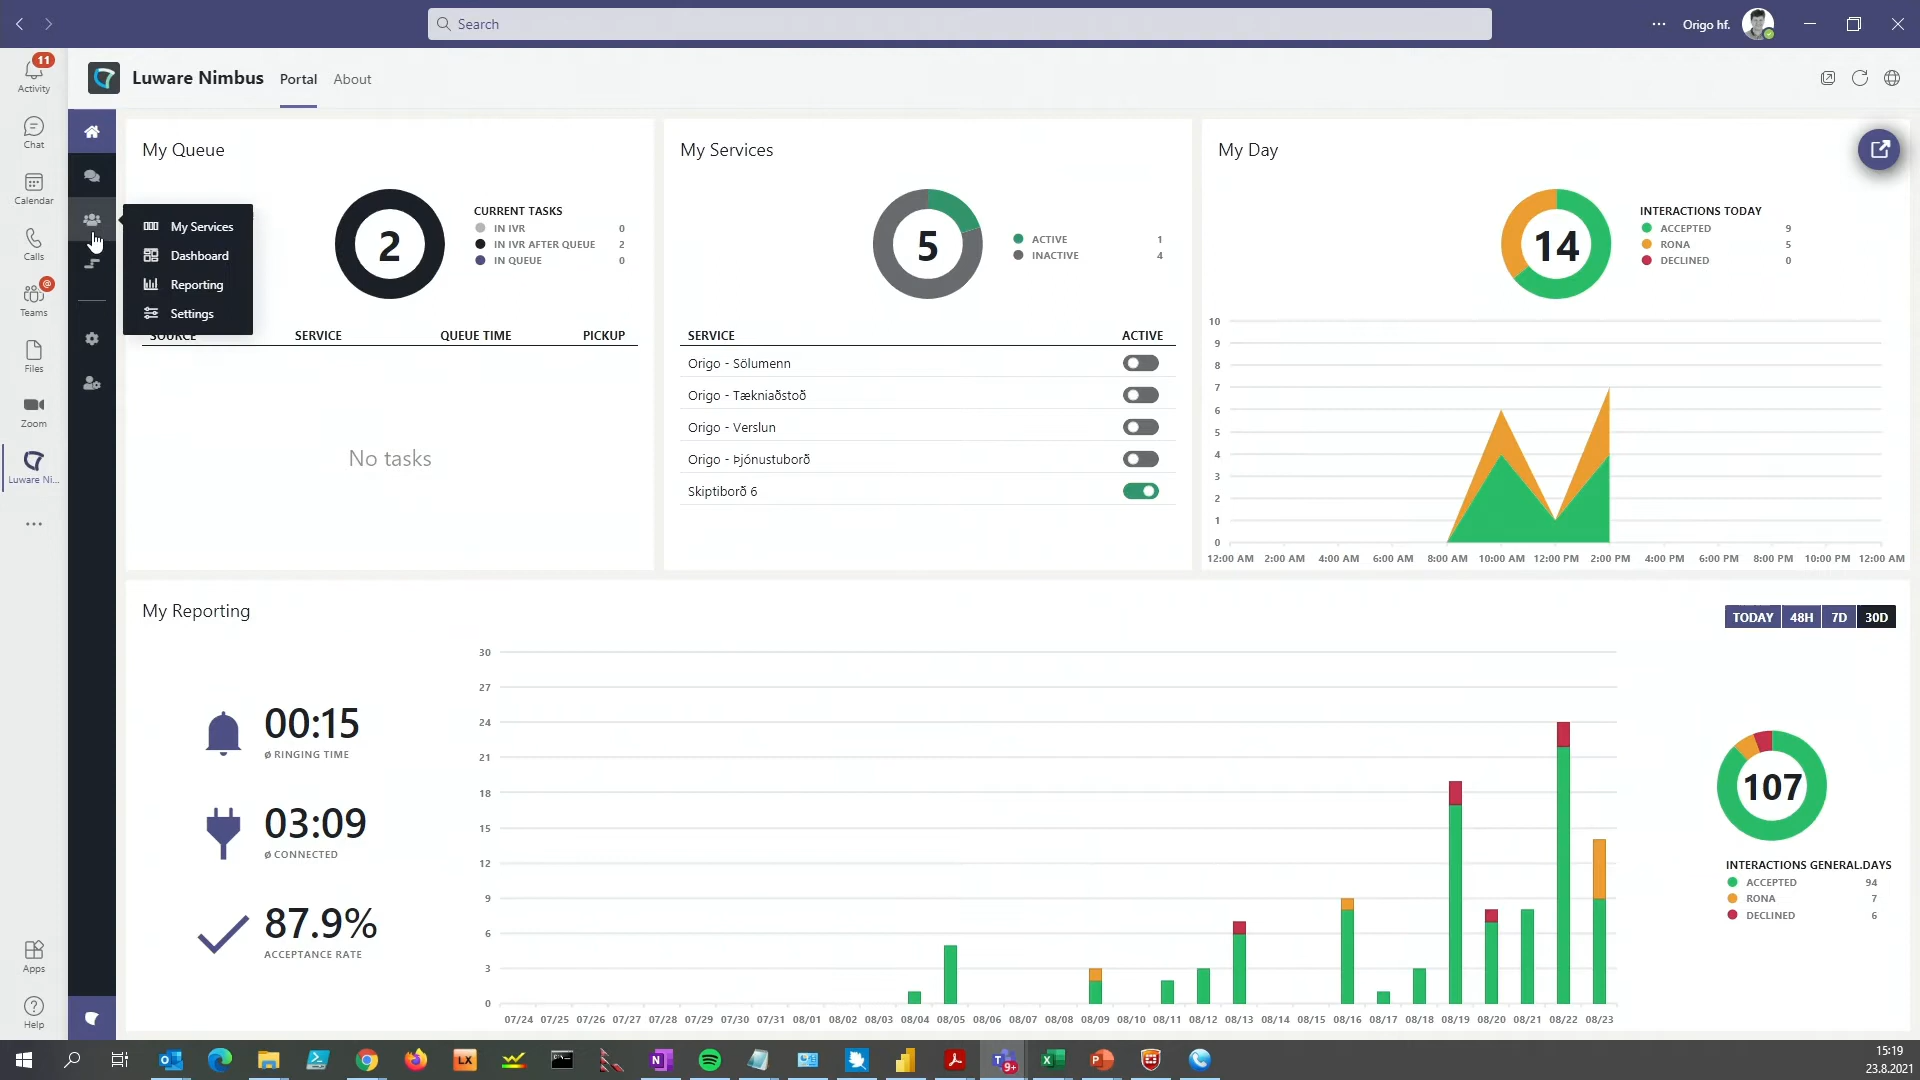 Search
Origo hf.
11
Activity
Chat
Calendar
Calls
@
Teams
Files
Zoom
Luware Ni...
Apps
Help
Luware Nimbus
Portal
About
My Services
Dashboard
Reporting
Settings
My Queue
2
CURRENT TASKS
IN IVR 0
IN IVR AFTER QUEUE 2
IN QUEUE 0
SOURCE SERVICE QUEUE TIME PICKUP
No tasks
My Services
5
ACTIVE 1
INACTIVE 4
SERVICE ACTIVE
Origo - Sölumenn
Origo - Tækniaðstoð
Origo - Verslun
Origo - Þjónustuborð
Skiptiborð 6
My Day
14
INTERACTIONS TODAY
ACCEPTED 9
RONA 5
DECLINED 0
10
9
8
7
6
5
4
3
2
1
0
12:00 AM 2:00 AM 4:00 AM 6:00 AM 8:00 AM 10:00 AM 12:00 PM 2:00 PM 4:00 PM 6:00 PM 8:00 PM 10:00 PM 12:00 AM
My Reporting
TODAY 48H 7D 30D
00:15
Ø RINGING TIME
03:09
Ø CONNECTED
87.9%
ACCEPTANCE RATE
30
27
24
21
18
15
12
9
6
3
0
07/24 07/25 07/26 07/27 07/28 07/29 07/30 07/31 08/01 08/02 08/03 08/04 08/05 08/06 08/07 08/08 08/09 08/10 08/11 08/12 08/13 08/14 08/15 08/16 08/17 08/18 08/19 08/20 08/21 08/22 08/23
107
INTERACTIONS GENERAL.DAYS
ACCEPTED 94
RONA 7
DECLINED 6
LX
9+
15:19
23.8.2021